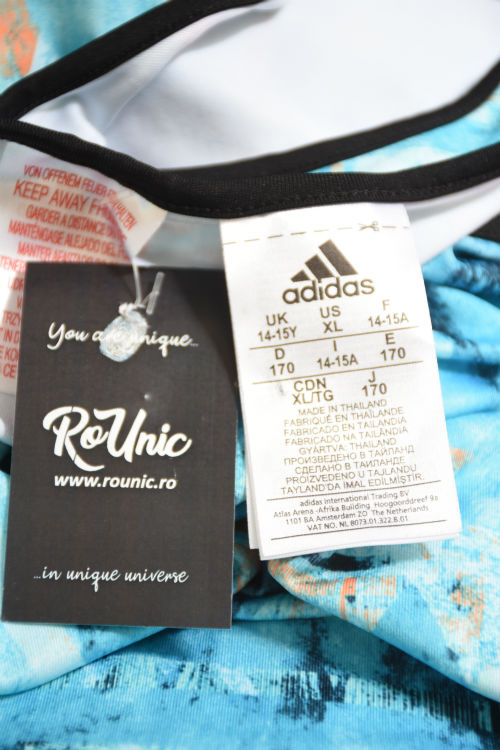 VON OFFENEM FEUER FERNHALTEN
KEEP AWAY FR
GARDER A DISTANCE D
MANTENGASE ALEJADO DEL
MANTER
You are unique...
RoUnic
www.rounic.ro
...in unique universe
adidas
UK US F
14-15Y XL 14-15A
D I E
170 14-15A 170
CDN J
XL/TG 170
MADE IN THAILAND
FABRIQUÉ EN THAÏLANDE
FABRICADO EN TAILANDIA
FABRICADO NA TAILÂNDIA
GYÁRTVA: THAIFÖLD
ПРОИЗВЕДЕНО В ТАЙЛАНД
СДЕЛАНО В ТАИЛАНДЕ
PROIZVEDENO U TAJLANDU
TAYLAND'DA İMAL EDİLMİŞTİR.
adidas International Trading BV
Atlas Arena -Afrika Building Hoogoorddreef 9a
1101 BA Amsterdam ZO The Netherlands
VAT NO. NL 8073.01.322.B.01